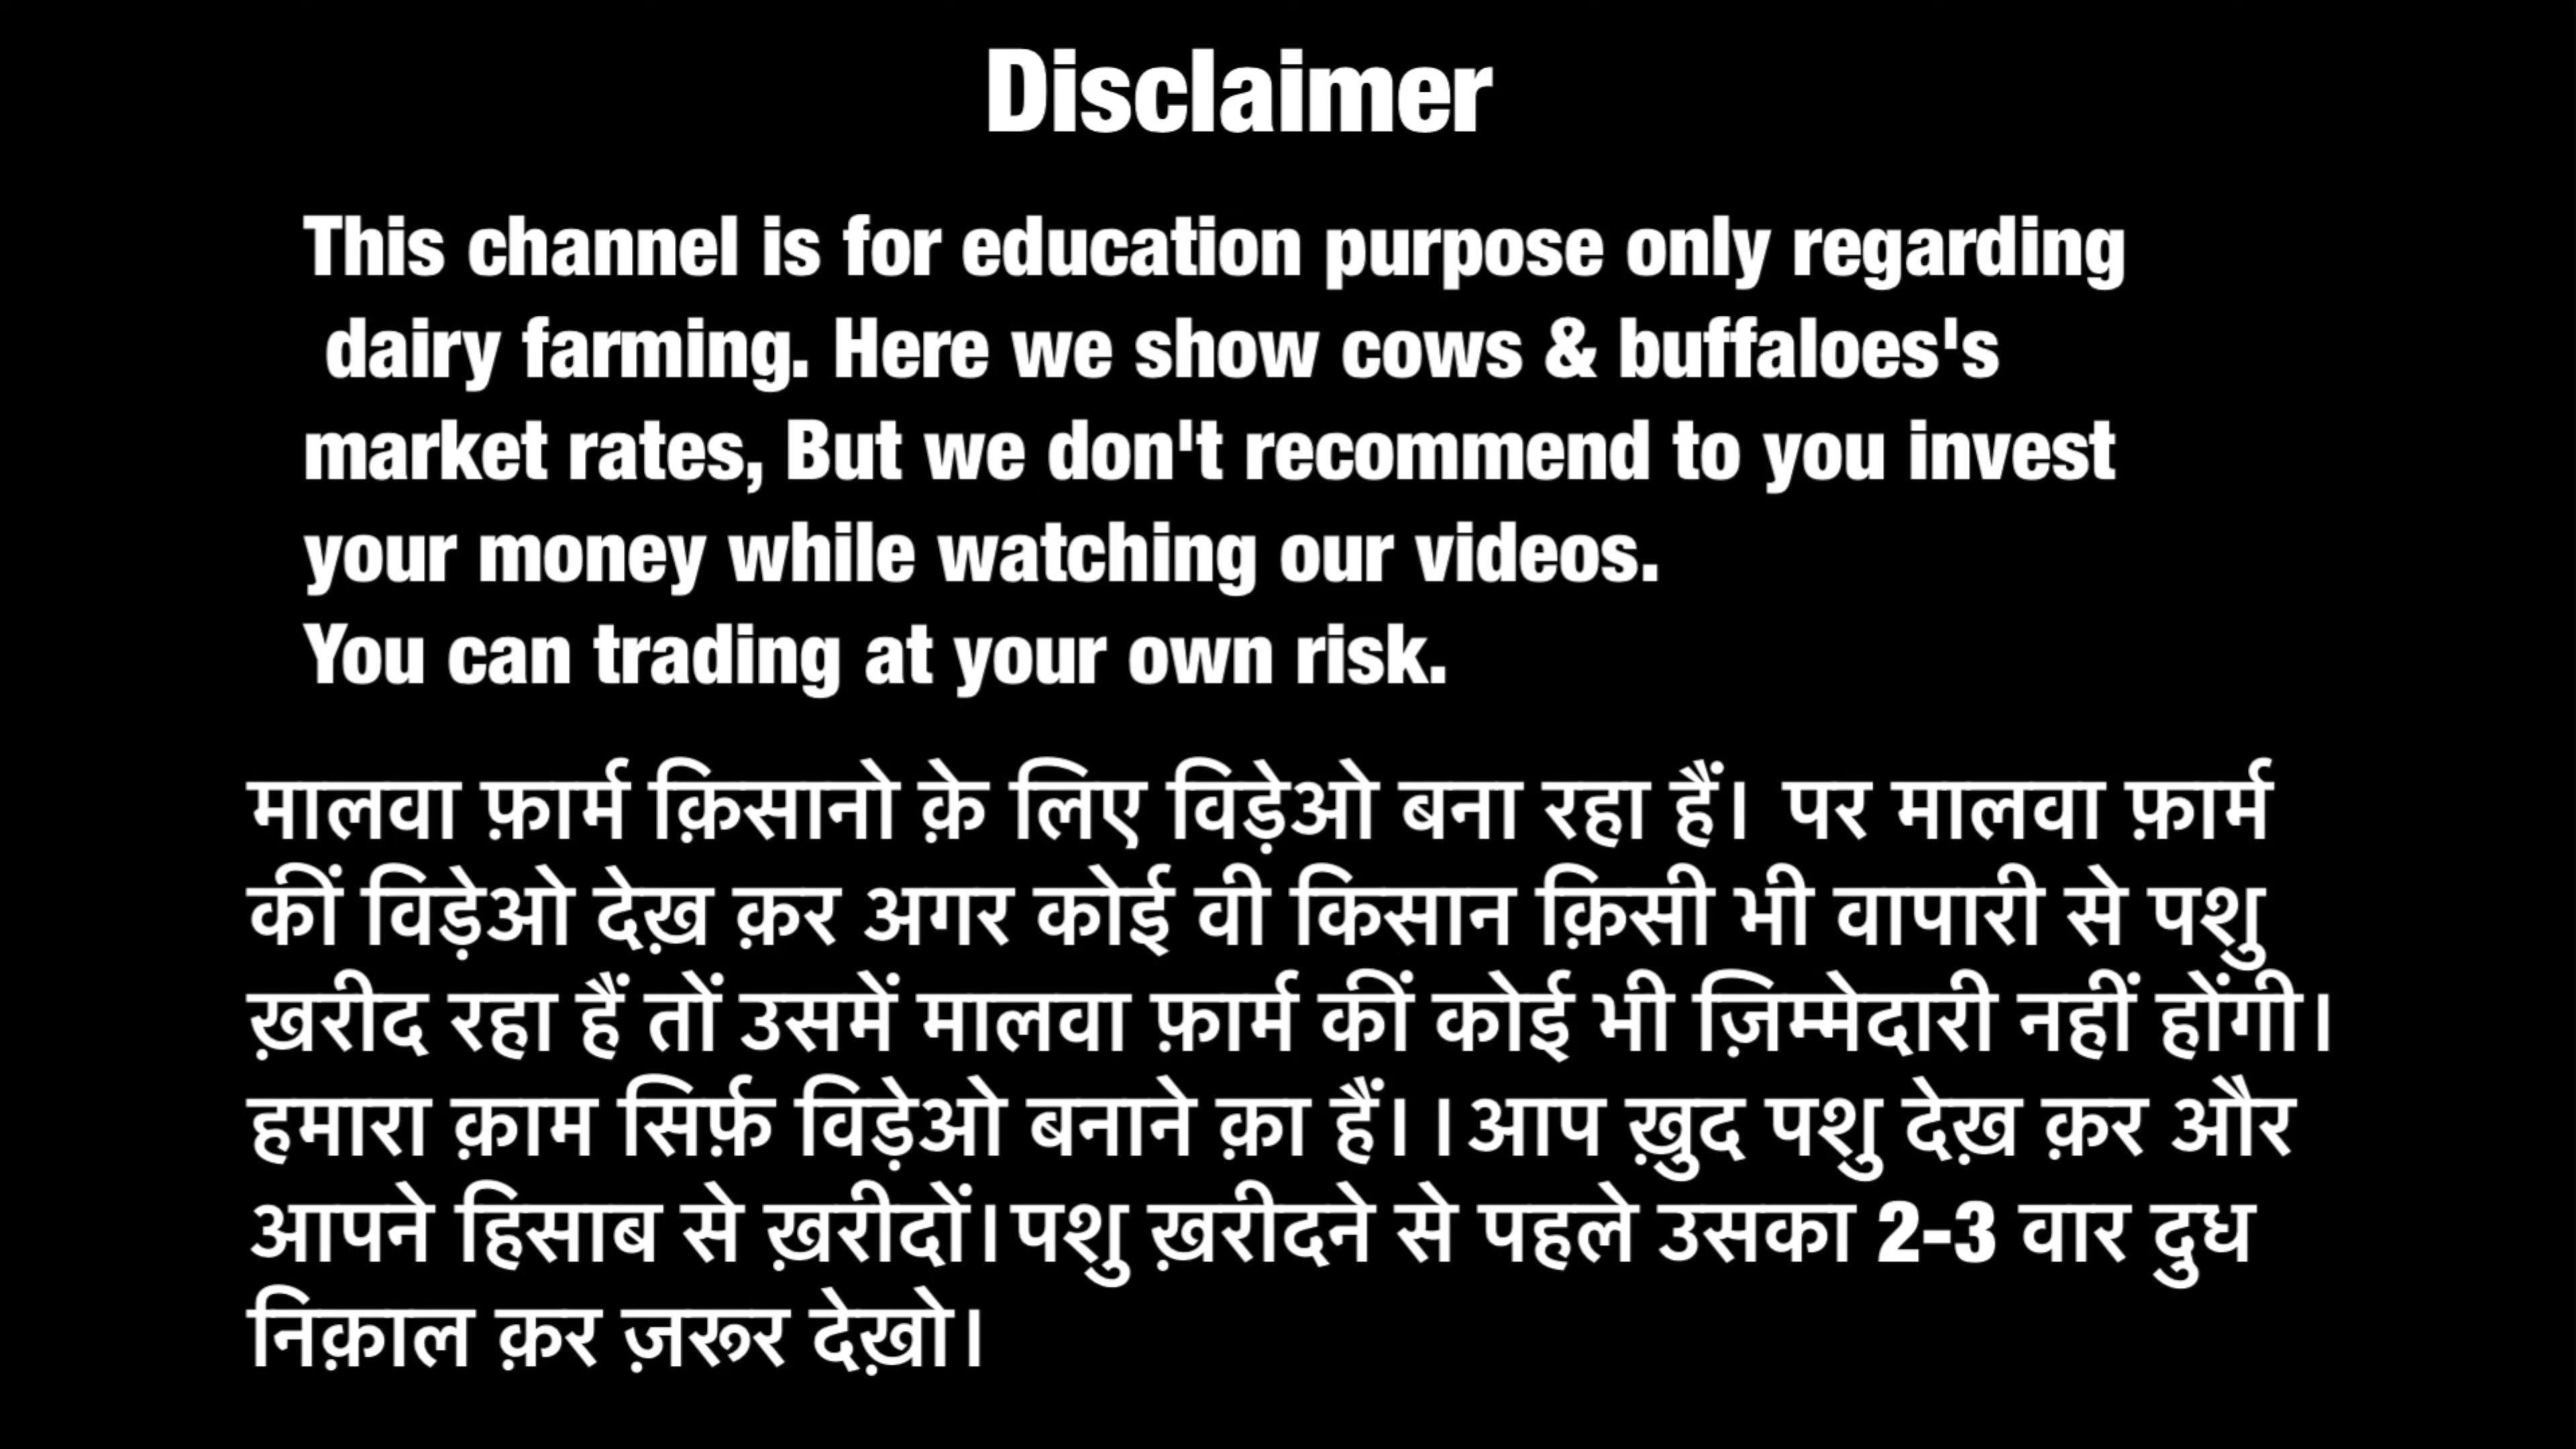 Disclaimer
This channel is for education purpose only regarding
dairy farming. Here we show cows & buffaloes's
market rates, But we don't recommend to you invest
your money while watching our videos.
You can trading at your own risk.
मालवा फ़ार्म क़िसानो क़े लिए विड़ेओ बना रहा हैं। पर मालवा फ़ार्म
कीं विड़ेओ देख़ क़र अगर कोई वी किसान क़िसी भी वापारी से पशु
ख़रीद रहा हैं तों उसमें मालवा फ़ार्म कीं कोई भी ज़िम्मेदारी नहीं होंगी।
हमारा क़ाम सिर्फ़ विड़ेओ बनाने क़ा हैं।।आप ख़ुद पशु देख़ क़र और
आपने हिसाब से ख़रीदों। पशु ख़रीदने से पहले उसका 2-3 वार दुध
निक़ाल क़र ज़रूर देख़ो।